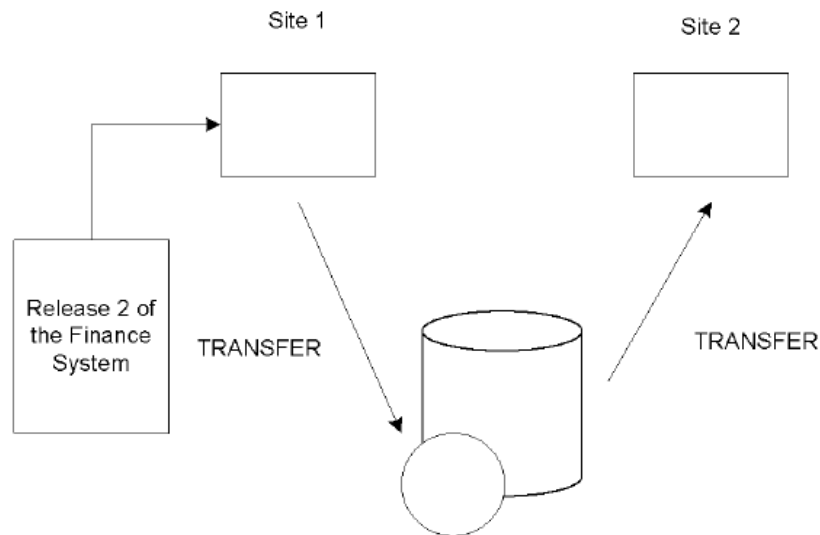 Site 1
Site 2
Release 2 of
the Finance
System
TRANSFER
TRANSFER